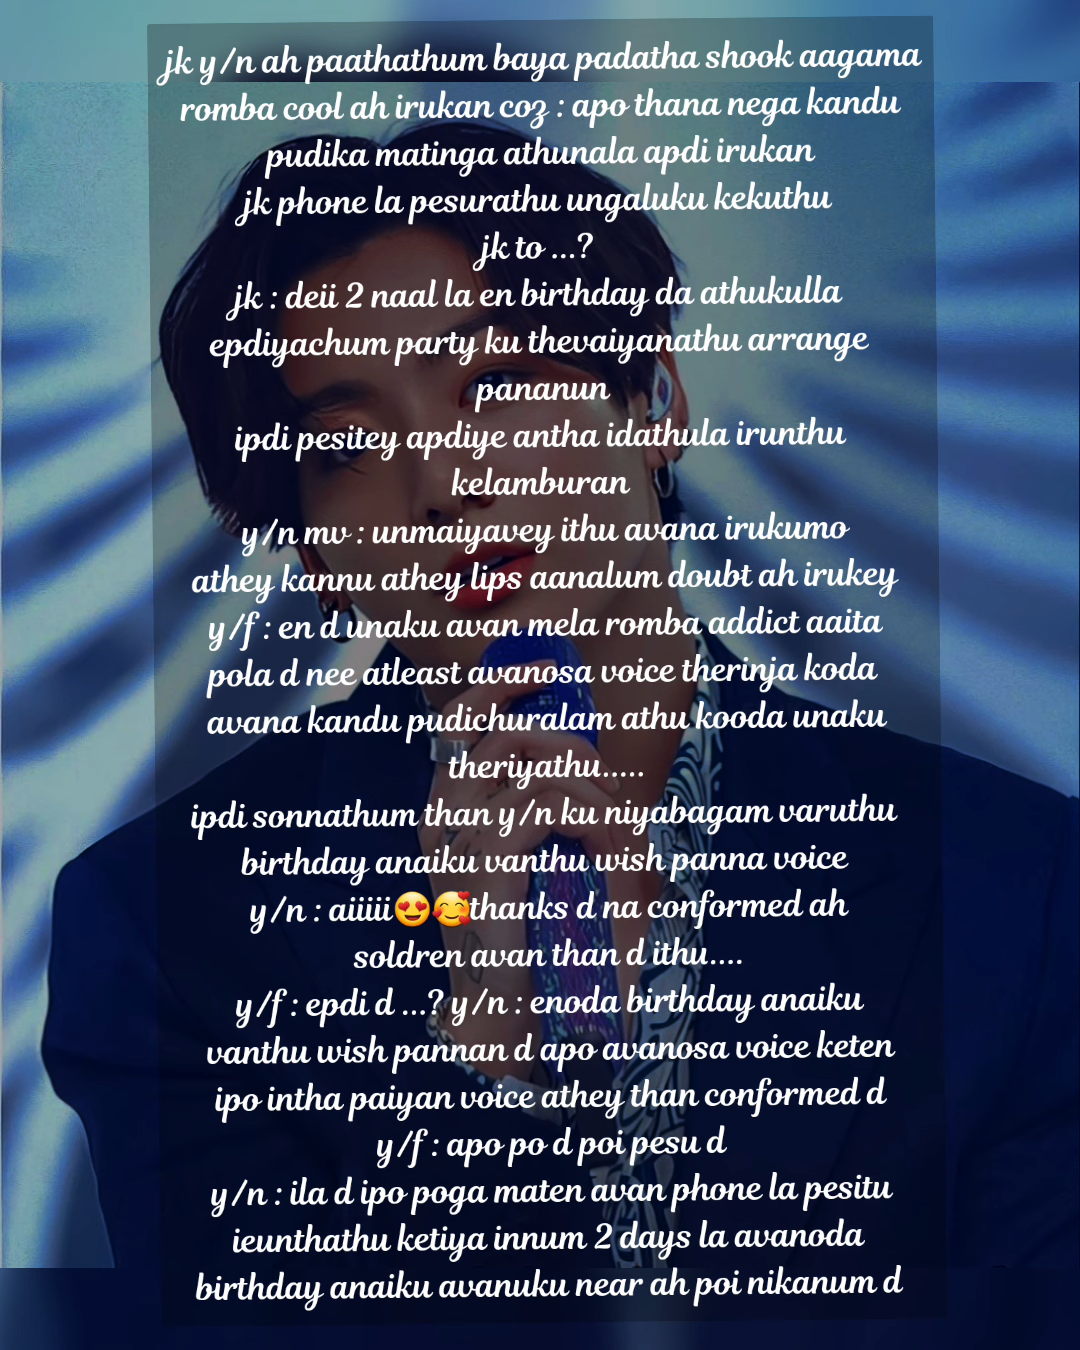 jk y/n ah paathathum baya padatha shook aagama
romba cool ah irukan coz : apo thana nega kandu
pudika matinga athunala apdi irukan
jk phone la pesurathu ungaluku kekuthu
jk to ...?
jk : deii 2 naal la en birthday da athukulla
epdiyachum party ku thevaiyanathu arrange
pananun
ipdi pesitey apdiye antha idathula irunthu
kelamburan
y/n mv : unmaiyavey ithu avana irukumo
athey kannu athey lips aanalum doubt ah irukey
y/f : en d unaku avan mela romba addict aaita
pola d nee atleast avanosa voice therinja koda
avana kandu pudichuralam athu kooda unaku
theriyathu.....
ipdi sonnathum than y/n ku niyabagam varuthu
birthday anaiku vanthu wish panna voice
y/n : aiiiii😍🥰thanks d na conformed ah
soldren avan than d ithu....
y/f : epdi d ...? y/n : enoda birthday anaiku
vanthu wish pannan d apo avanosa voice keten
ipo intha paiyan voice athey than conformed d
y/f : apo po d poi pesu d
y/n : ila d ipo poga maten avan phone la pesitu
ieunthathu ketiya innum 2 days la avanoda
birthday anaiku avanuku near ah poi nikanum d